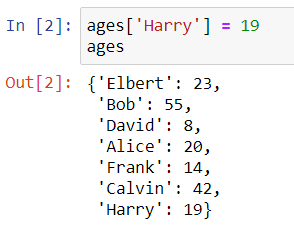 In [2]: ages['Harry'] = 19
ages
Out[2]: {'Elbert': 23,
'Bob': 55,
'David': 8,
'Alice': 20,
'Frank': 14,
'Calvin': 42,
'Harry': 19}